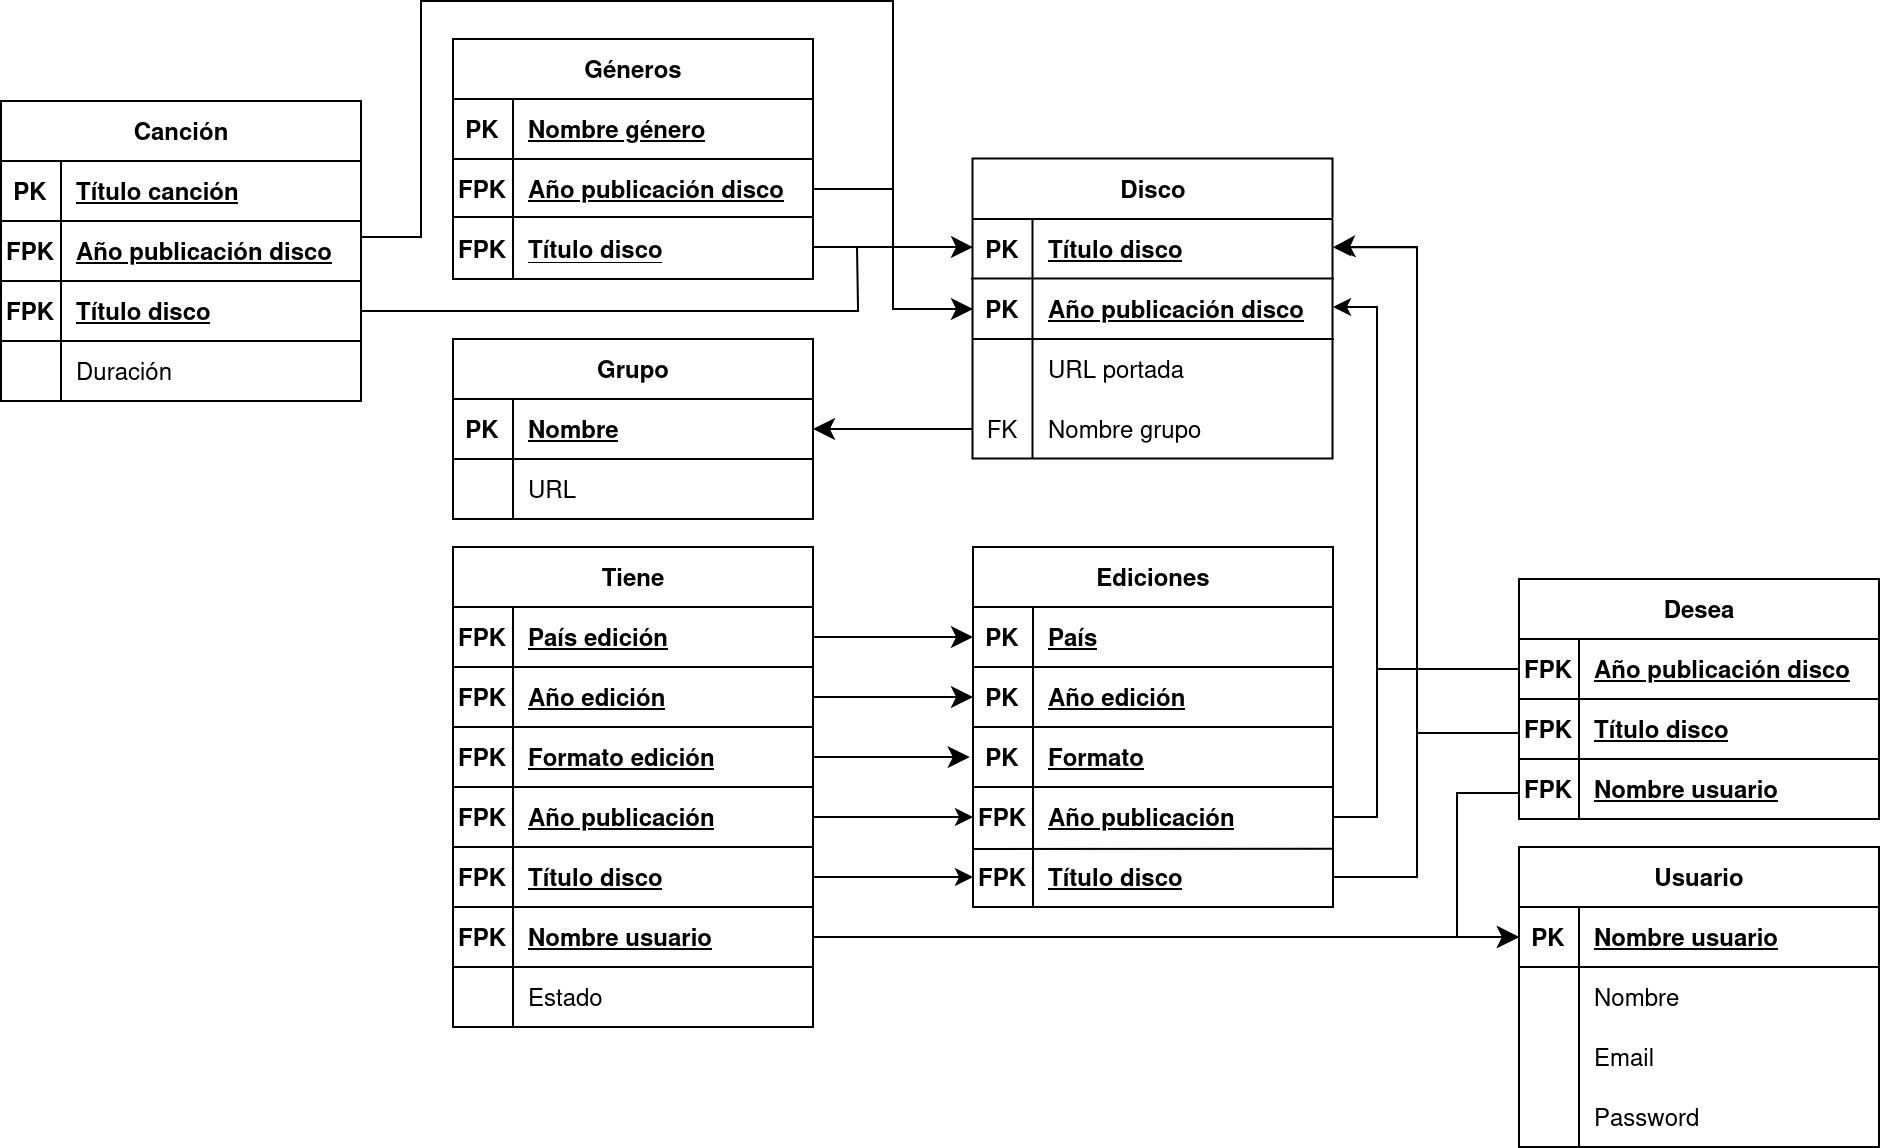 Canción
PK Título canción
FPK Año publicación disco
FPK Título disco
Duración
Géneros
PK Nombre género
FPK Año publicación disco
FPK Título disco
Disco
PK Título disco
PK Año publicación disco
URL portada
FK Nombre grupo
Grupo
PK Nombre
URL
Tiene
FPK País edición
FPK Año edición
FPK Formato edición
FPK Año publicación
FPK Título disco
FPK Nombre usuario
Estado
Ediciones
PK País
PK Año edición
PK Formato
FPK Año publicación
FPK Título disco
Desea
FPK Año publicación disco
FPK Título disco
FPK Nombre usuario
Usuario
PK Nombre usuario
Nombre
Email
Password